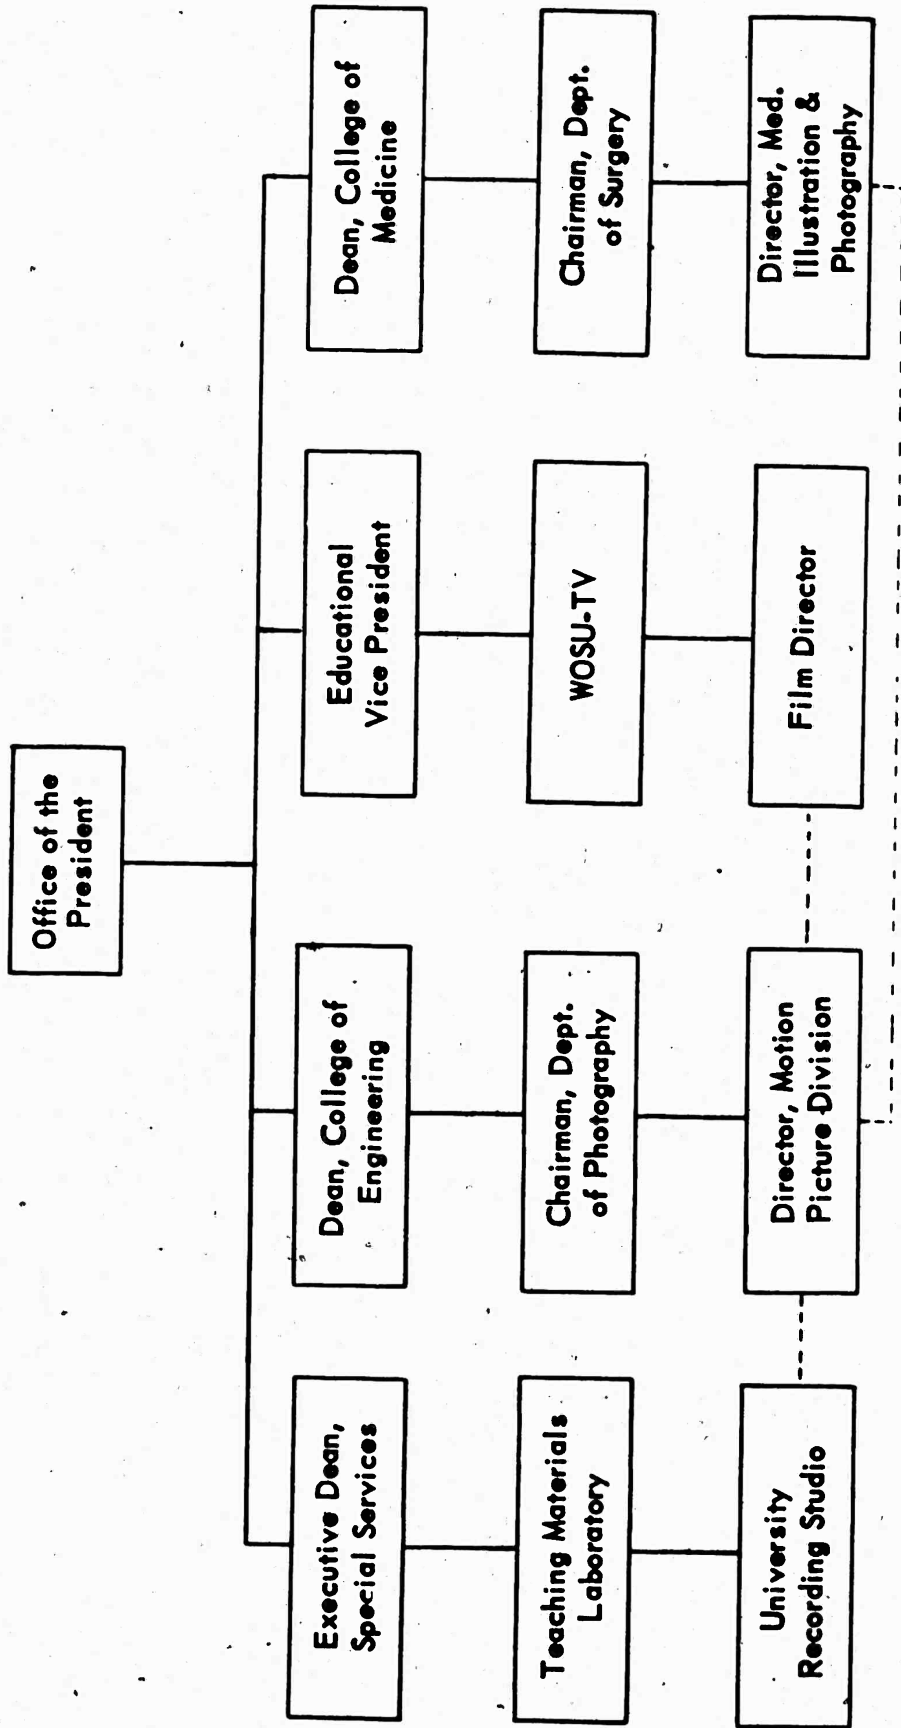 Office of the
President
Executive Dean,
Special Services
Dean, College of
Engineering
Educational
Vice President
Dean, College of
Medicine
Teaching Materials
Laboratory
Chairman, Dept.
of Photography
WOSU-TV
Chairman, Dept.
of Surgery
University
Recording Studio
Director, Motion
Picture Division
Film Director
Director, Med.
Illustration &
Photography